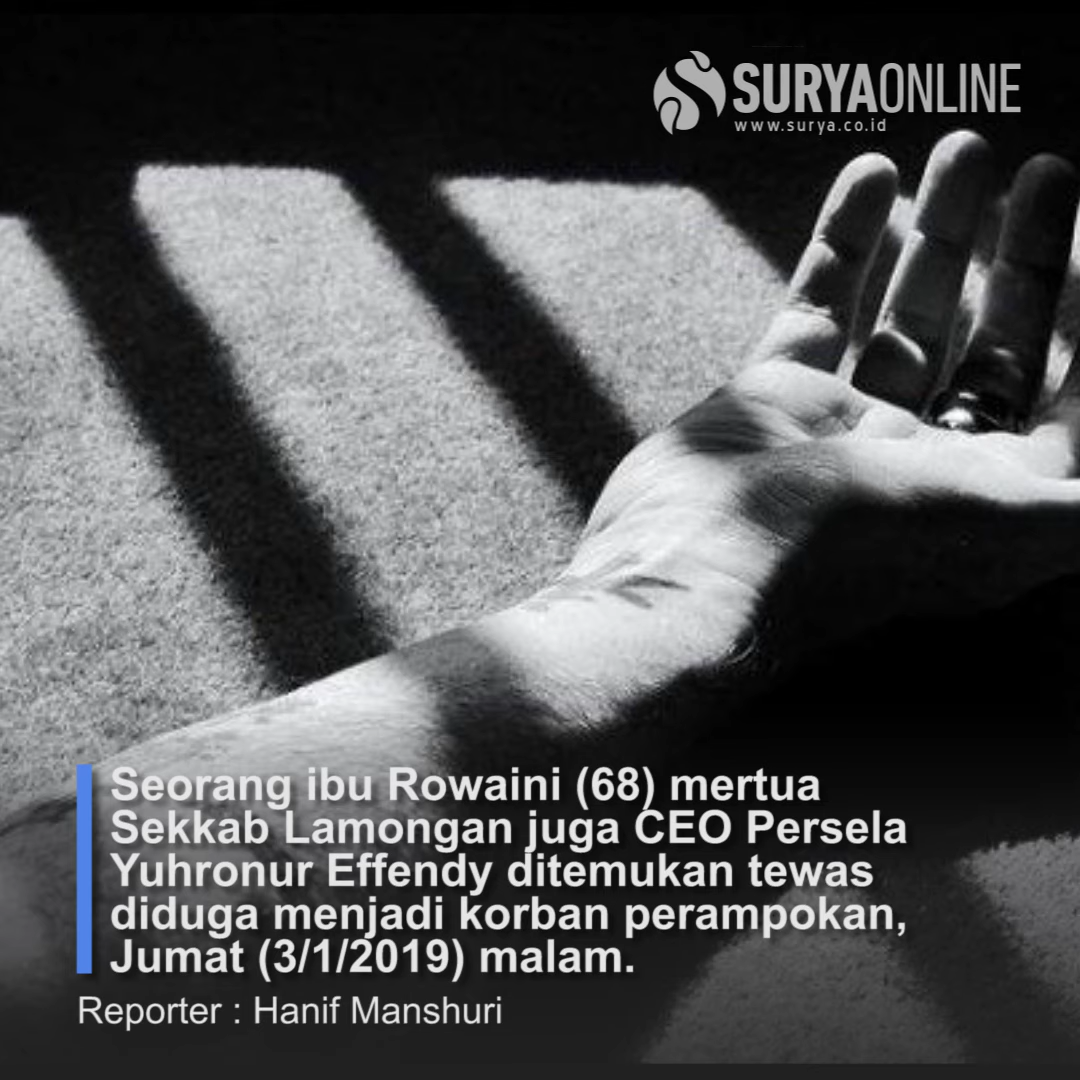 SURYAONLINE
www.surya.co.id
Seorang ibu Rowaini (68) mertua
Sekkab Lamongan juga CEO Persela
Yuhronur Effendy ditemukan tewas
diduga menjadi korban perampokan,
Jumat (3/1/2019) malam.
Reporter : Hanif Manshuri